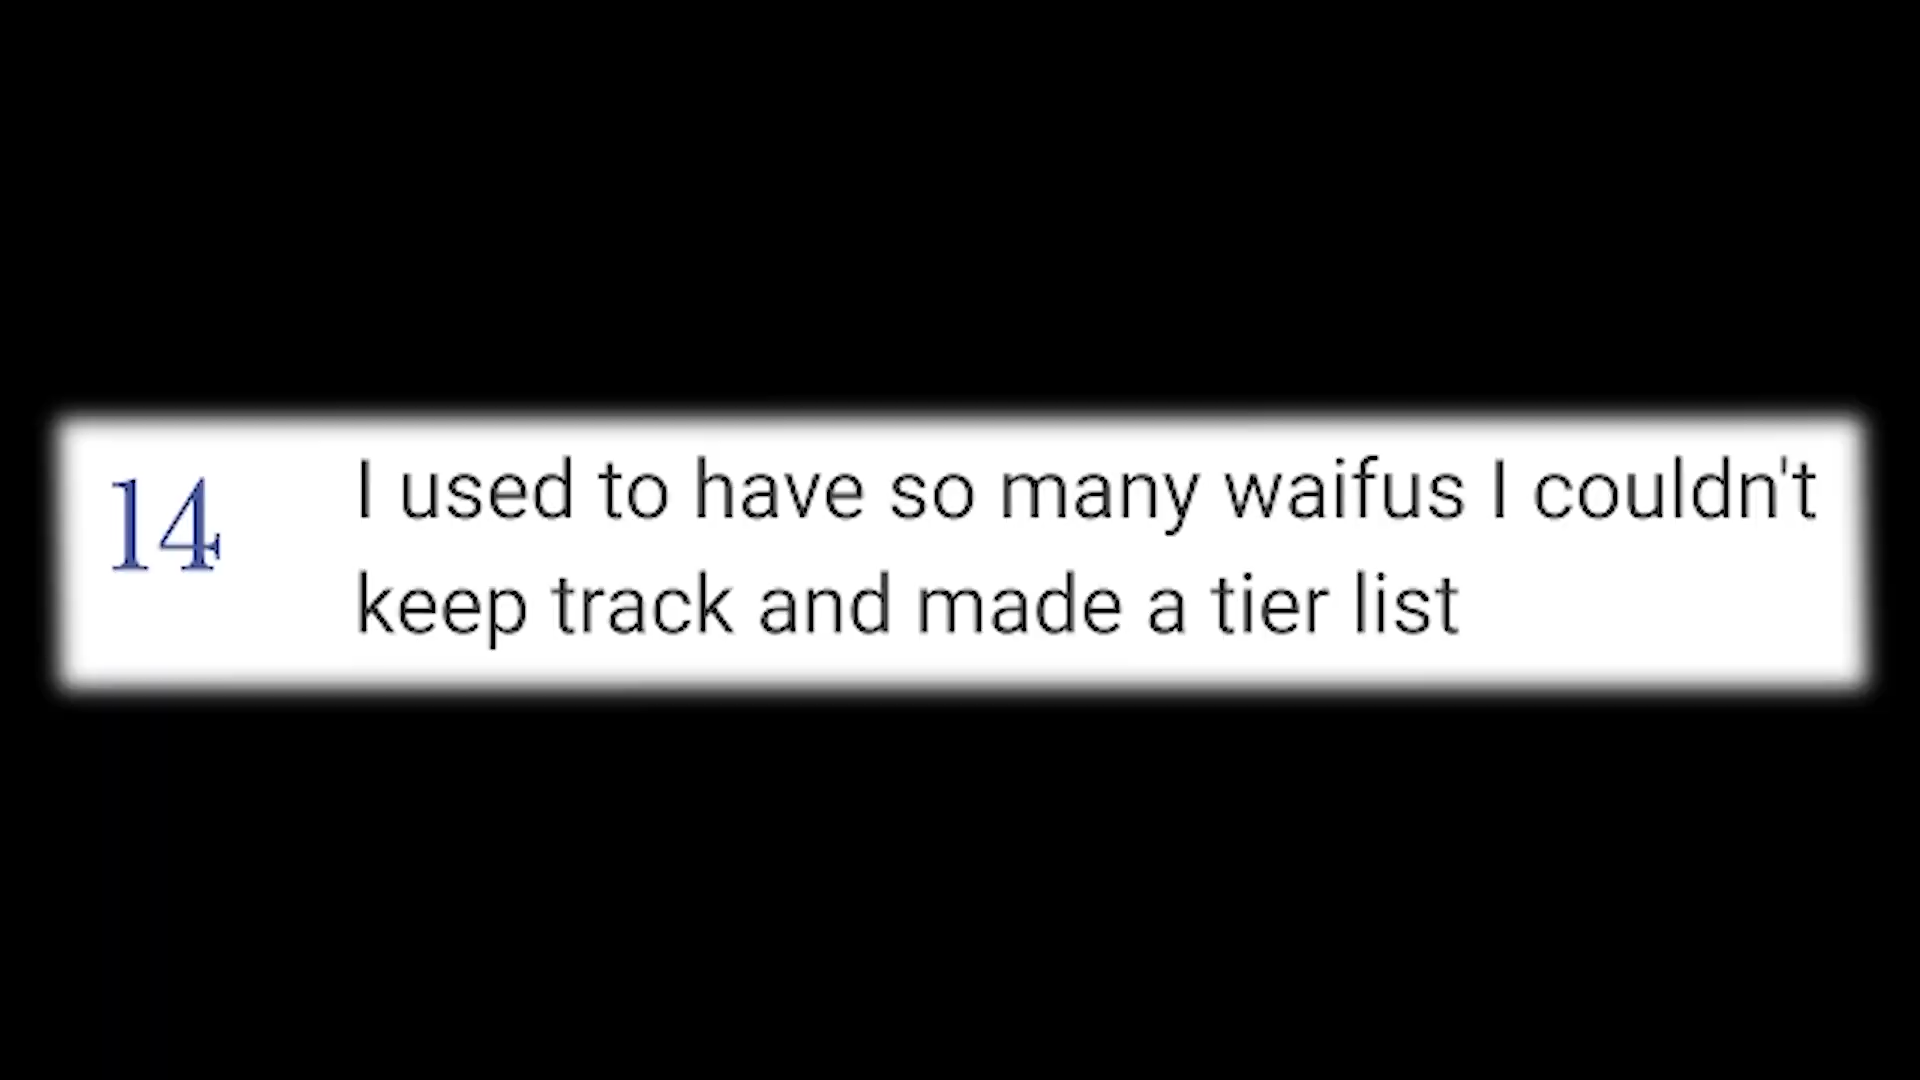 14
I used to have so many waifus I couldn't
keep track and made a tier list